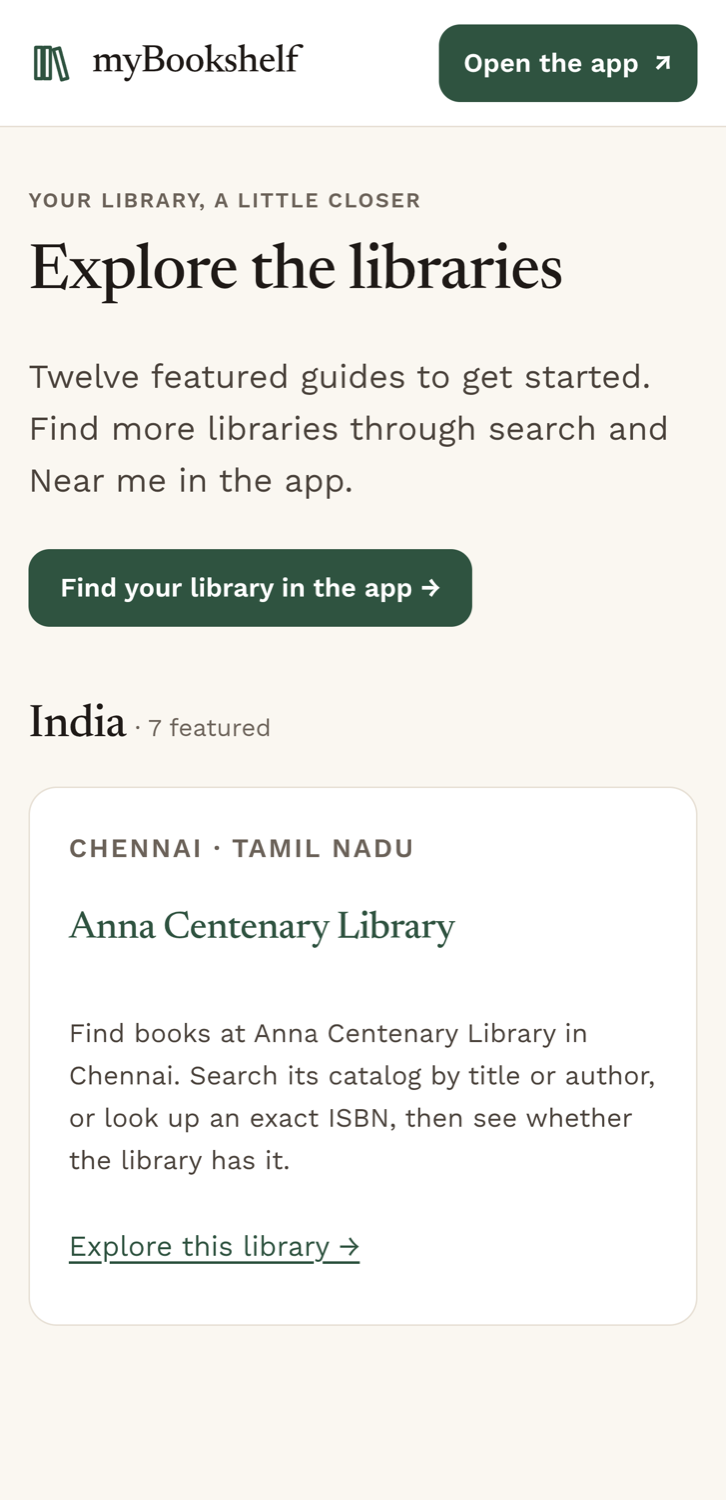 myBookshelf
Open the app ↗
YOUR LIBRARY, A LITTLE CLOSER
Explore the libraries
Twelve featured guides to get started.
Find more libraries through search and
Near me in the app.
Find your library in the app →
India · 7 featured
CHENNAI · TAMIL NADU
Anna Centenary Library
Find books at Anna Centenary Library in
Chennai. Search its catalog by title or author,
or look up an exact ISBN, then see whether
the library has it.
Explore this library →